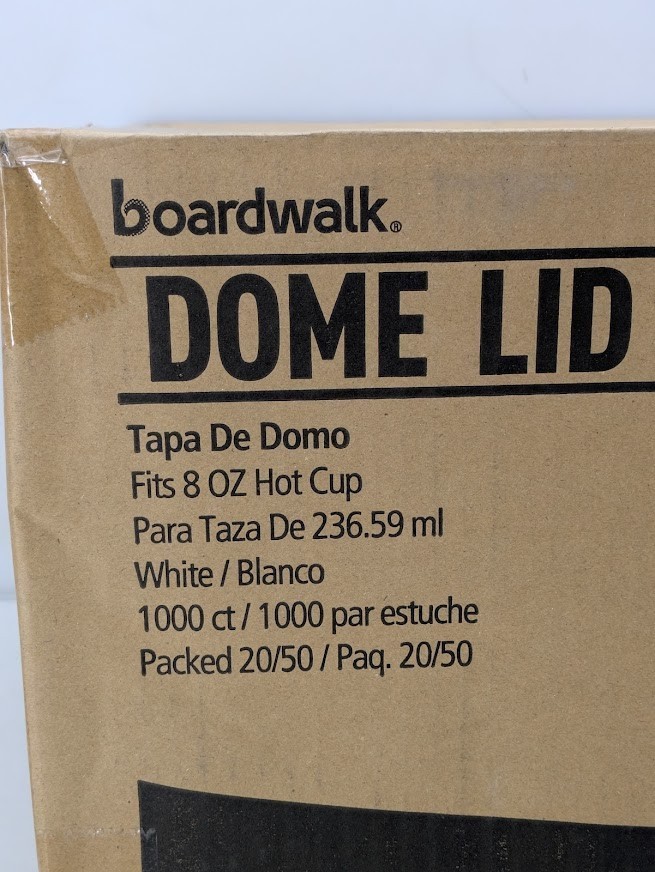 boardwalk®
DOME LID
Tapa De Domo
Fits 8 OZ Hot Cup
Para Taza De 236.59 ml
White / Blanco
1000 ct / 1000 par estuche
Packed 20/50 / Paq. 20/50